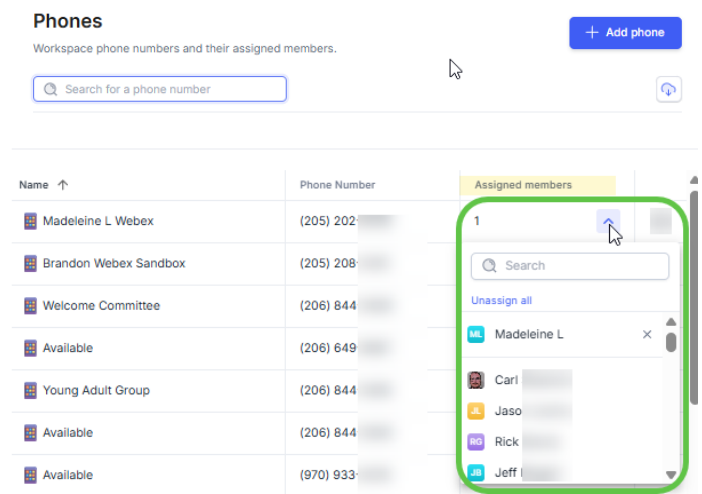 Phones
Workspace phone numbers and their assigned members.
+ Add phone
Search for a phone number
Name ↑ Phone Number Assigned members
Madeleine L Webex (205) 202- 1
Brandon Webex Sandbox (205) 208-
Search
Welcome Committee (206) 844
Unassign all
Available (206) 649
ML Madeleine L ×
Young Adult Group (206) 844
Carl
JL Jaso
Available (206) 844
RG Rick
Available (970) 933-
JB Jeff